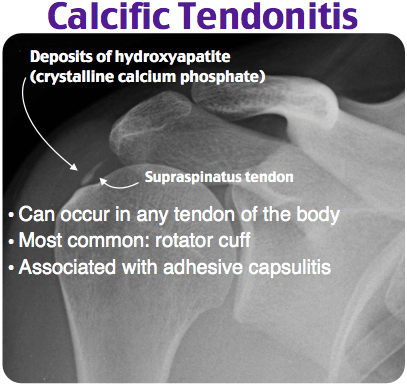 Calcific Tendonitis
Deposits of hydroxyapatite
(crystalline calcium phosphate)
Supraspinatus tendon
• Can occur in any tendon of the body
• Most common: rotator cuff
• Associated with adhesive capsulitis